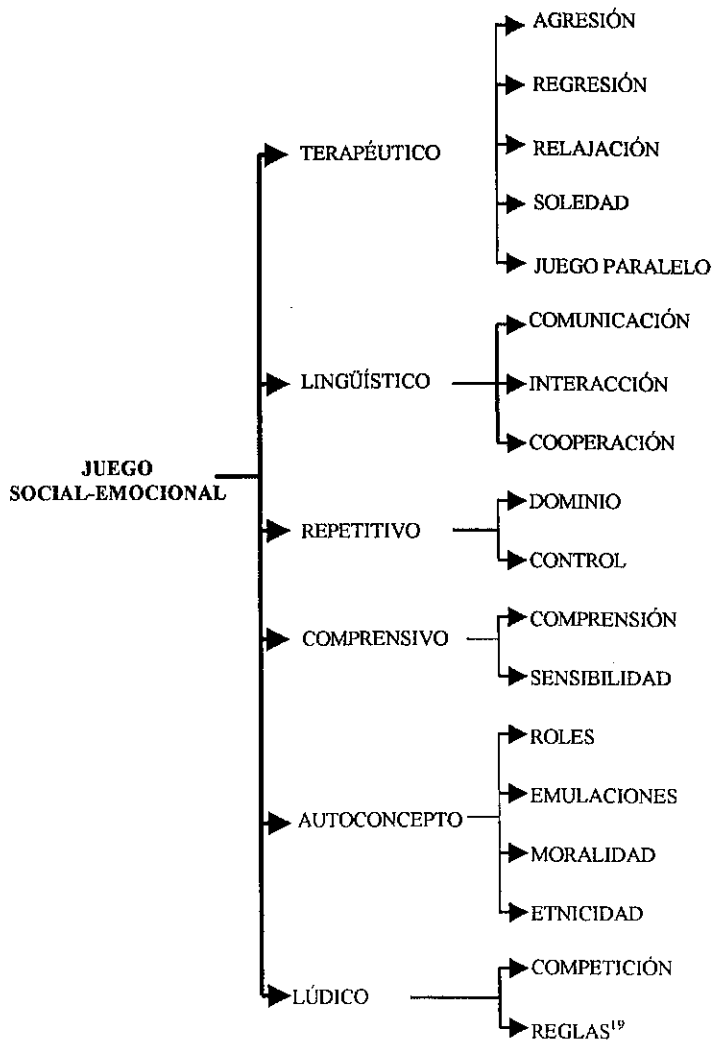 JUEGO
SOCIAL-EMOCIONAL
TERAPÉUTICO
AGRESIÓN
REGRESIÓN
RELAJACIÓN
SOLEDAD
JUEGO PARALELO
LINGÜÍSTICO
COMUNICACIÓN
INTERACCIÓN
COOPERACIÓN
REPETITIVO
DOMINIO
CONTROL
COMPRENSIVO
COMPRENSIÓN
SENSIBILIDAD
AUTOCONCEPTO
ROLES
EMULACIONES
MORALIDAD
ETNICIDAD
LÚDICO
COMPETICIÓN
REGLAS¹⁹